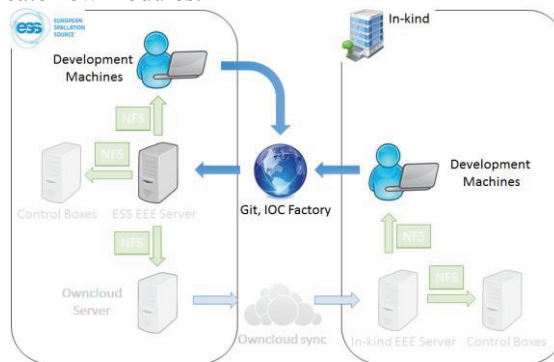 ess
EUROPEAN
SPALLATION
SOURCE
In-kind
Development
Machines
NFS
NFS
Control Boxes
ESS EEE Server
Git, IOC Factory
Development
Machines
NFS
NFS
Owncloud
Server
Owncloud sync
NFS
In-kind EEE Server
Control Boxes